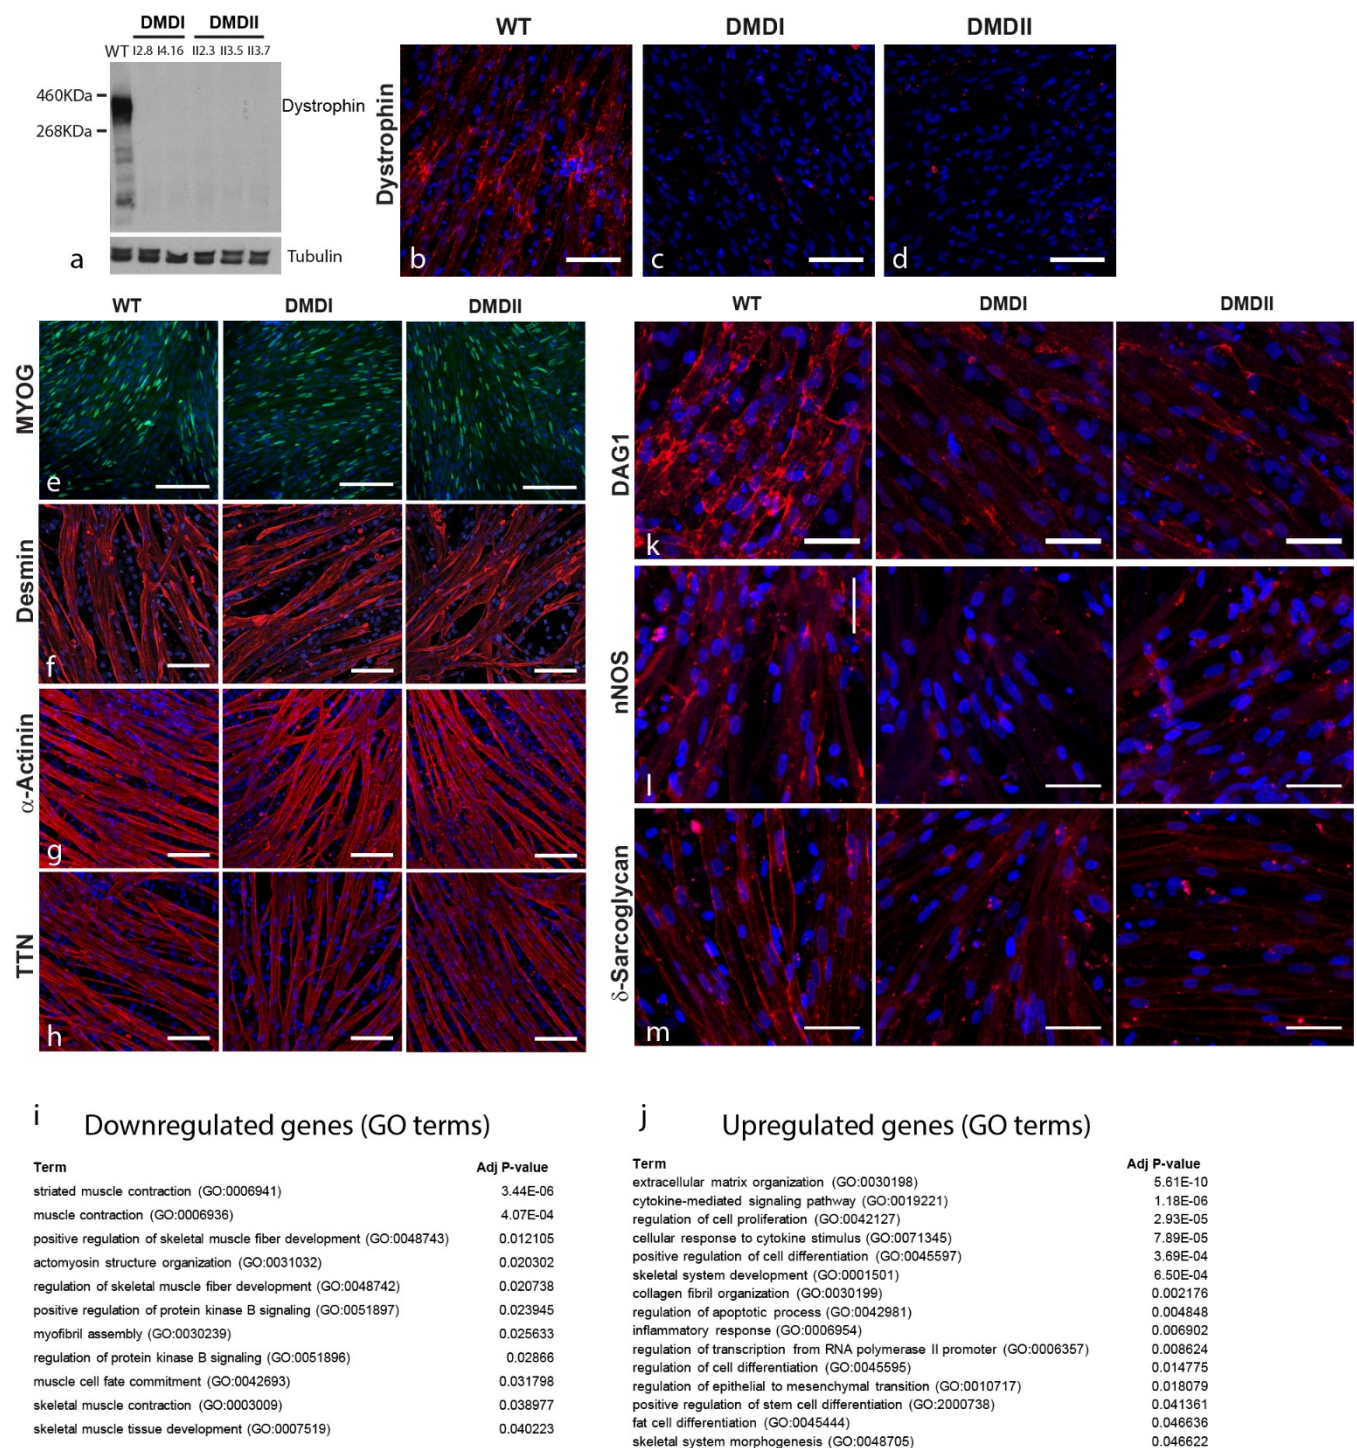 DMDI DMDII
WT I2.8 I4.16 II2.3 II3.5 II3.7
460KDa
Dystrophin
268KDa
Tubulin
a
WT DMDI DMDII
Dystrophin
b c d
WT DMDI DMDII
MYOG
e
Desmin
f
α-Actinin
g
TTN
h
WT DMDI DMDII
DAG1
k
nNOS
l
δ-Sarcoglycan
m
i Downregulated genes (GO terms)
Term Adj P-value
striated muscle contraction (GO:0006941) 3.44E-06
muscle contraction (GO:0006936) 4.07E-04
positive regulation of skeletal muscle fiber development (GO:0048743) 0.012105
actomyosin structure organization (GO:0031032) 0.020302
regulation of skeletal muscle fiber development (GO:0048742) 0.020738
positive regulation of protein kinase B signaling (GO:0051897) 0.023945
myofibril assembly (GO:0030239) 0.025633
regulation of protein kinase B signaling (GO:0051896) 0.02866
muscle cell fate commitment (GO:0042693) 0.031798
skeletal muscle contraction (GO:0003009) 0.038977
skeletal muscle tissue development (GO:0007519) 0.040223
j Upregulated genes (GO terms)
Term Adj P-value
extracellular matrix organization (GO:0030198) 5.61E-10
cytokine-mediated signaling pathway (GO:0019221) 1.18E-06
regulation of cell proliferation (GO:0042127) 2.93E-05
cellular response to cytokine stimulus (GO:0071345) 7.89E-05
positive regulation of cell differentiation (GO:0045597) 3.69E-04
skeletal system development (GO:0001501) 6.50E-04
collagen fibril organization (GO:0030199) 0.002176
regulation of apoptotic process (GO:0042981) 0.004848
inflammatory response (GO:0006954) 0.006902
regulation of transcription from RNA polymerase II promoter (GO:0006357) 0.008624
regulation of cell differentiation (GO:0045595) 0.014775
regulation of epithelial to mesenchymal transition (GO:0010717) 0.018079
positive regulation of stem cell differentiation (GO:2000738) 0.041361
fat cell differentiation (GO:0045444) 0.046636
skeletal system morphogenesis (GO:0048705) 0.046622